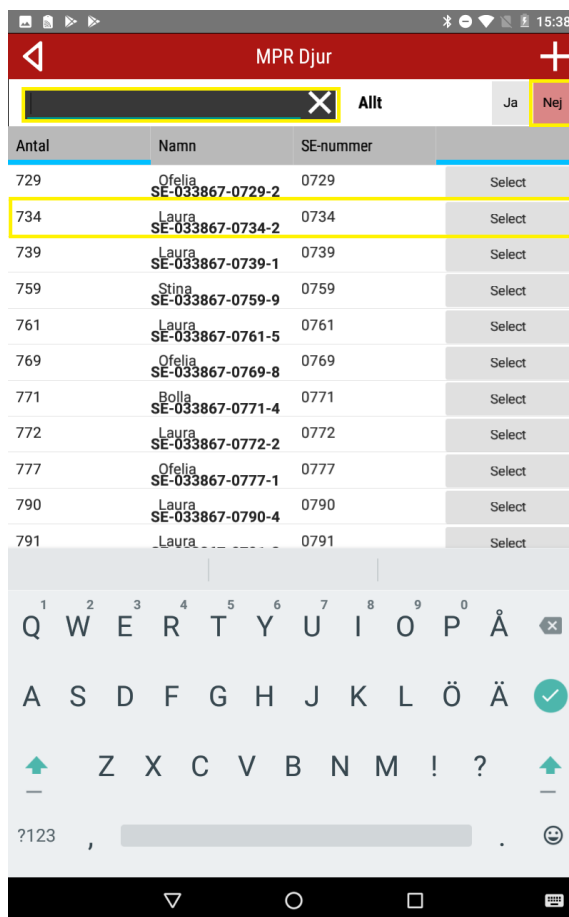 15:38
MPR Djur
Allt Ja Nej
Antal Namn SE-nummer
729 Ofelia 0729 Select
SE-033867-0729-2
734 Laura 0734 Select
SE-033867-0734-2
739 Laura 0739 Select
SE-033867-0739-1
759 Stina 0759 Select
SE-033867-0759-9
761 Laura 0761 Select
SE-033867-0761-5
769 Ofelia 0769 Select
SE-033867-0769-8
771 Bolla 0771 Select
SE-033867-0771-4
772 Laura 0772 Select
SE-033867-0772-2
777 Ofelia 0777 Select
SE-033867-0777-1
790 Laura 0790 Select
SE-033867-0790-4
791 Laura 0791 Select
1 2 3 4 5 6 7 8 9 0
Q W E R T Y U I O P Å
A S D F G H J K L Ö Ä
Z X C V B N M ! ?
?123 , .